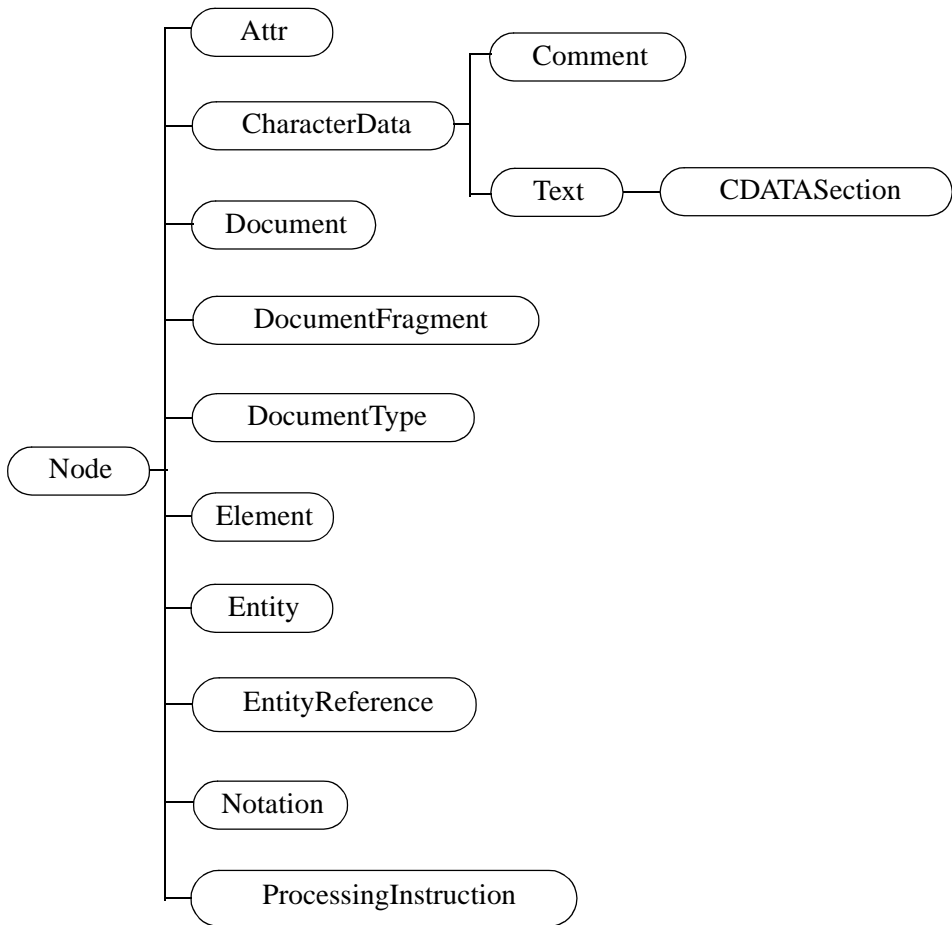 Attr
Comment
CharacterData
Text
CDATASection
Document
DocumentFragment
DocumentType
Node
Element
Entity
EntityReference
Notation
ProcessingInstruction